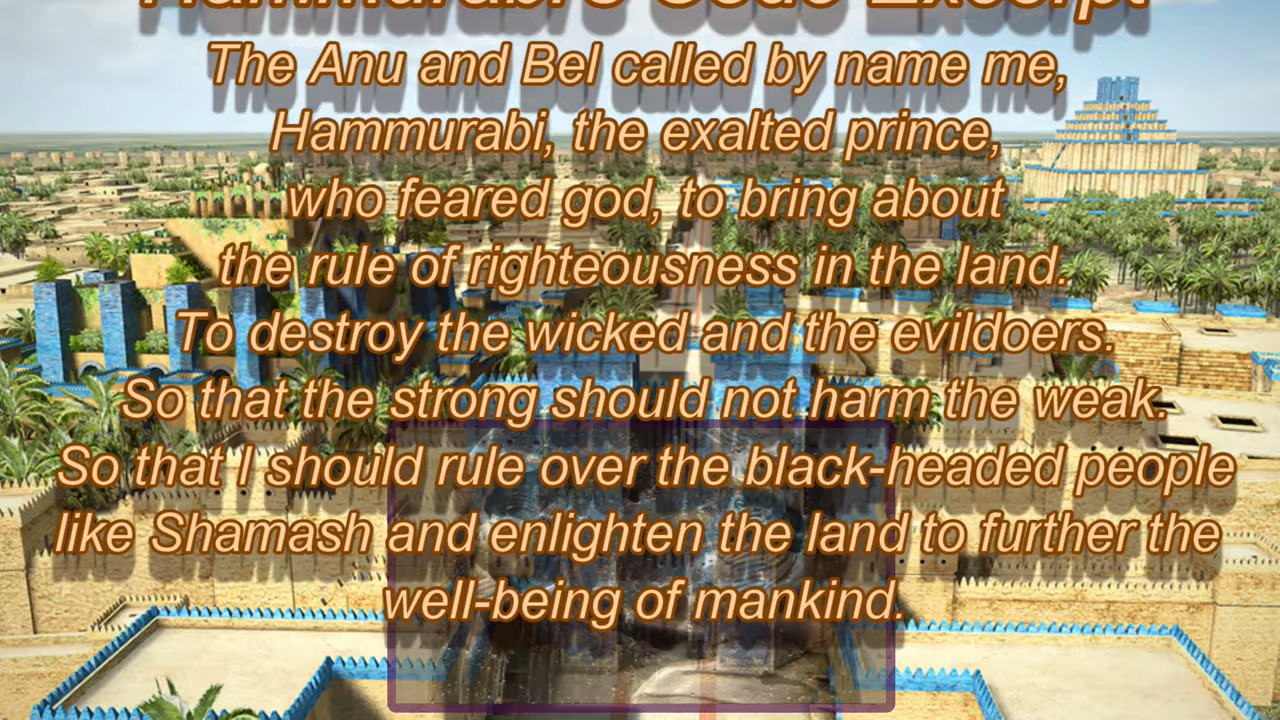 Hammurabi's Code Excerpt
The Anu and Bel called by name me,
Hammurabi, the exalted prince,
who feared god, to bring about
the rule of righteousness in the land.
To destroy the wicked and the evildoers.
So that the strong should not harm the weak.
So that I should rule over the black-headed people
like Shamash and enlighten the land to further the
well-being of mankind.